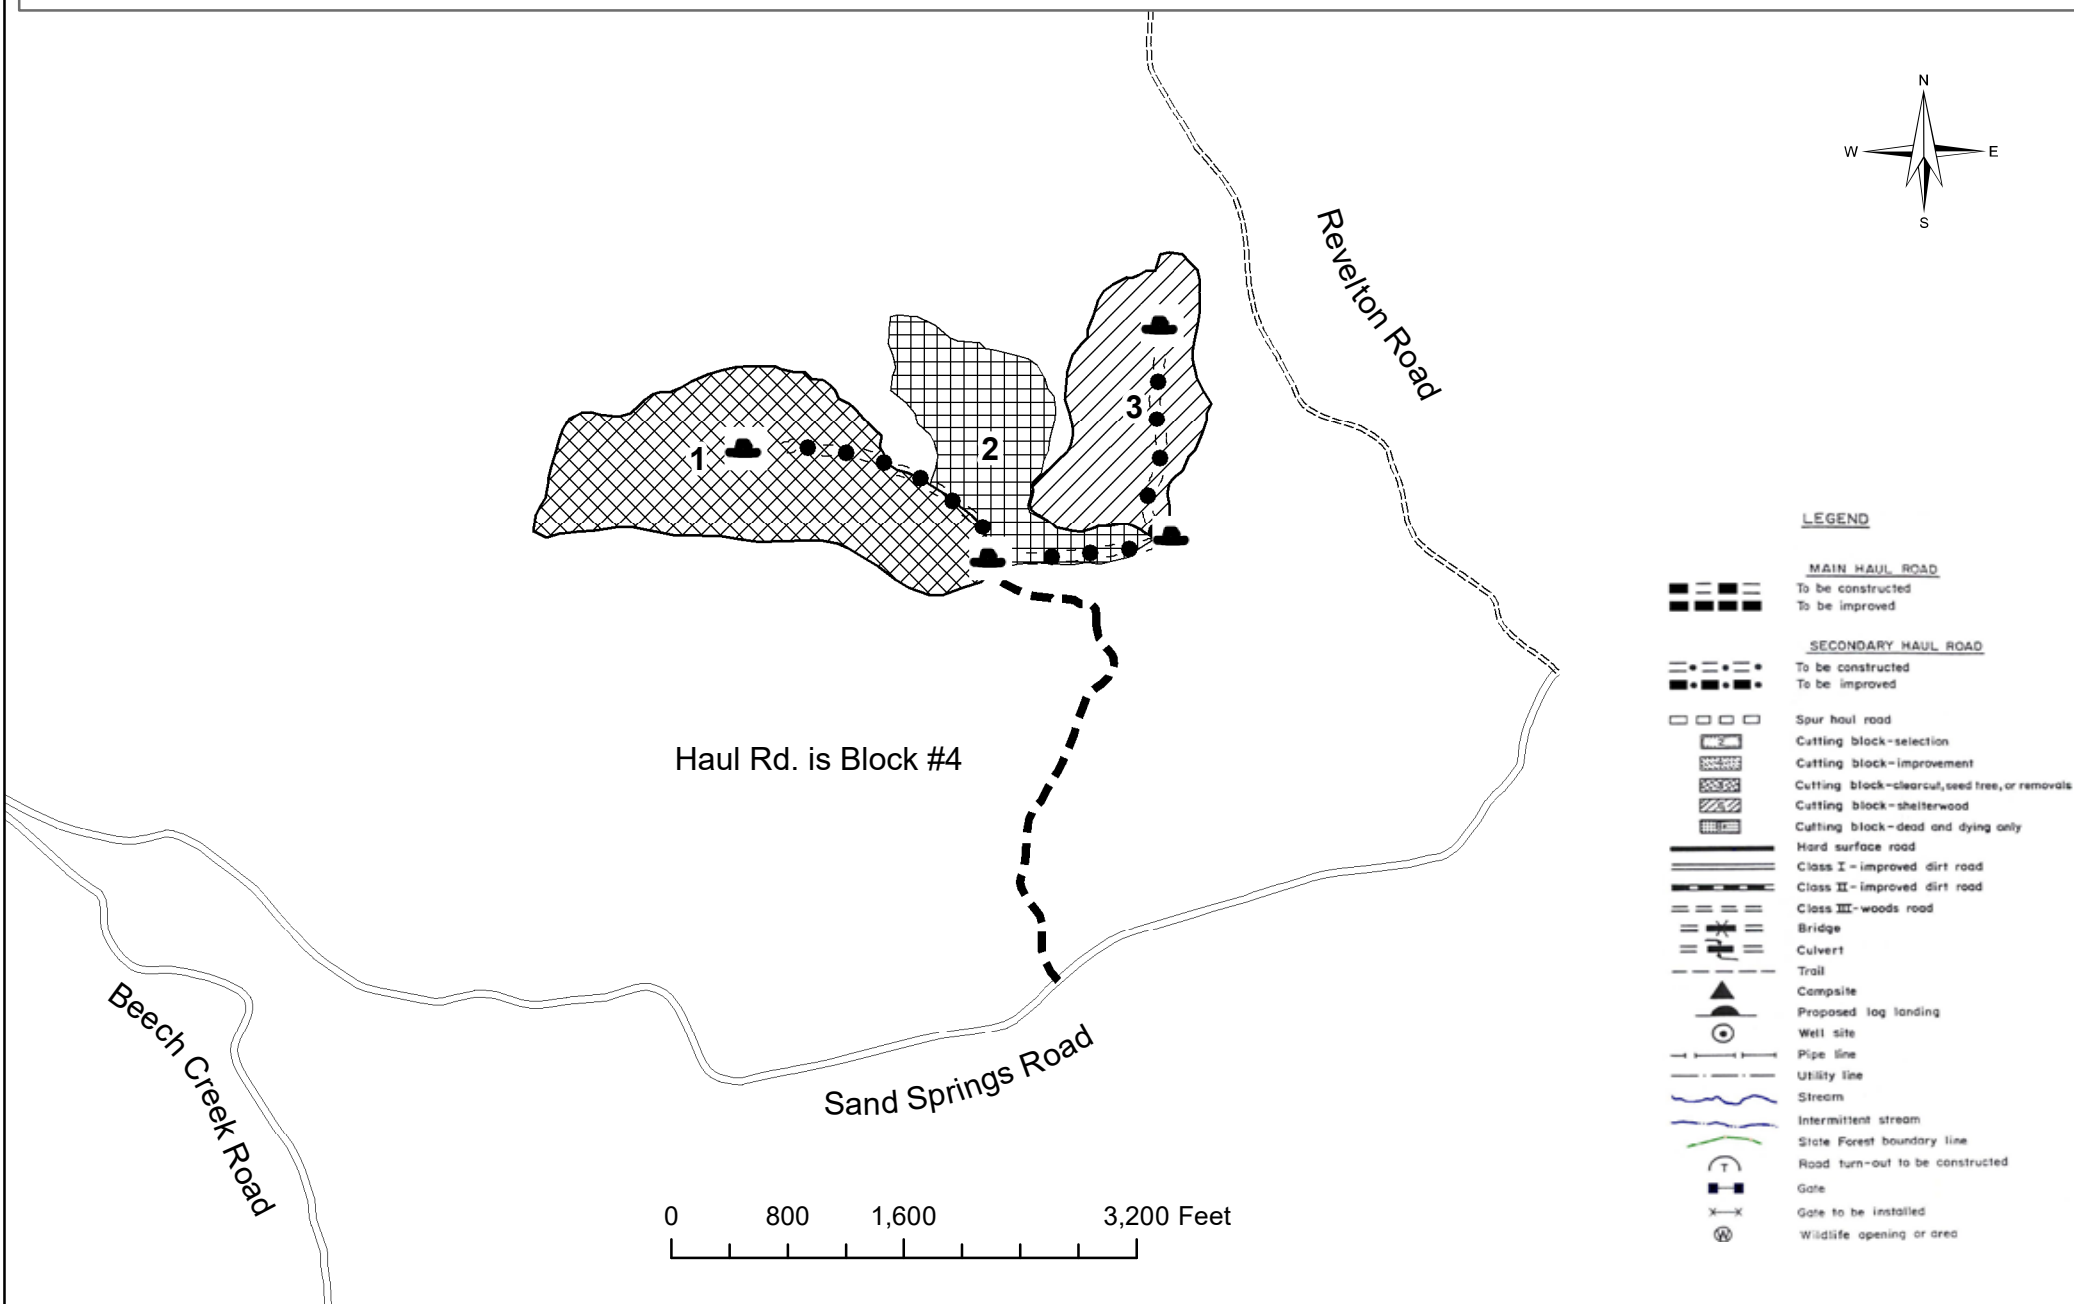 N
W
E
S
Revelton Road
3
2
1
Haul Rd. is Block #4
Beech Creek Road
Sand Springs Road
0 800 1,600 3,200 Feet
LEGEND
MAIN HAUL ROAD
To be constructed
To be improved
SECONDARY HAUL ROAD
To be constructed
To be improved
Spur haul road
Cutting block-selection
Cutting block-improvement
Cutting block-clearcut, seed tree, or removals
Cutting block-shelterwood
Cutting block-dead and dying only
Hard surface road
Class I - improved dirt road
Class II - improved dirt road
Class III - woods road
Bridge
Culvert
Trail
Campsite
Proposed log landing
Well site
Pipe line
Utility line
Stream
Intermittent stream
State Forest boundary line
T
Road turn-out to be constructed
Gate
Gate to be installed
W
Wildlife opening or area